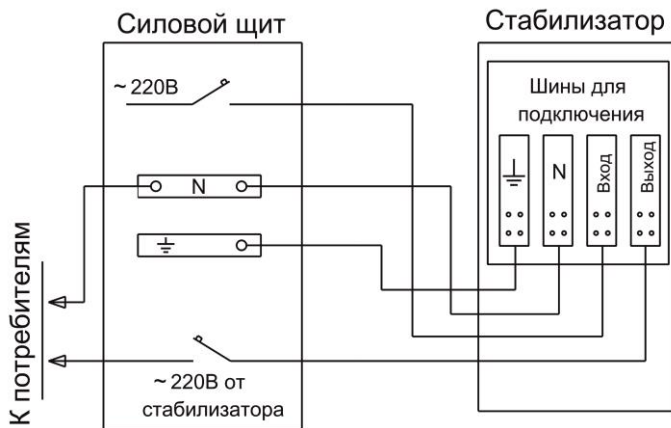 Силовой щит
Стабилизатор
~ 220В
Шины для
подключения
N
N
Вход
Выход
К потребителям
~ 220В от
стабилизатора